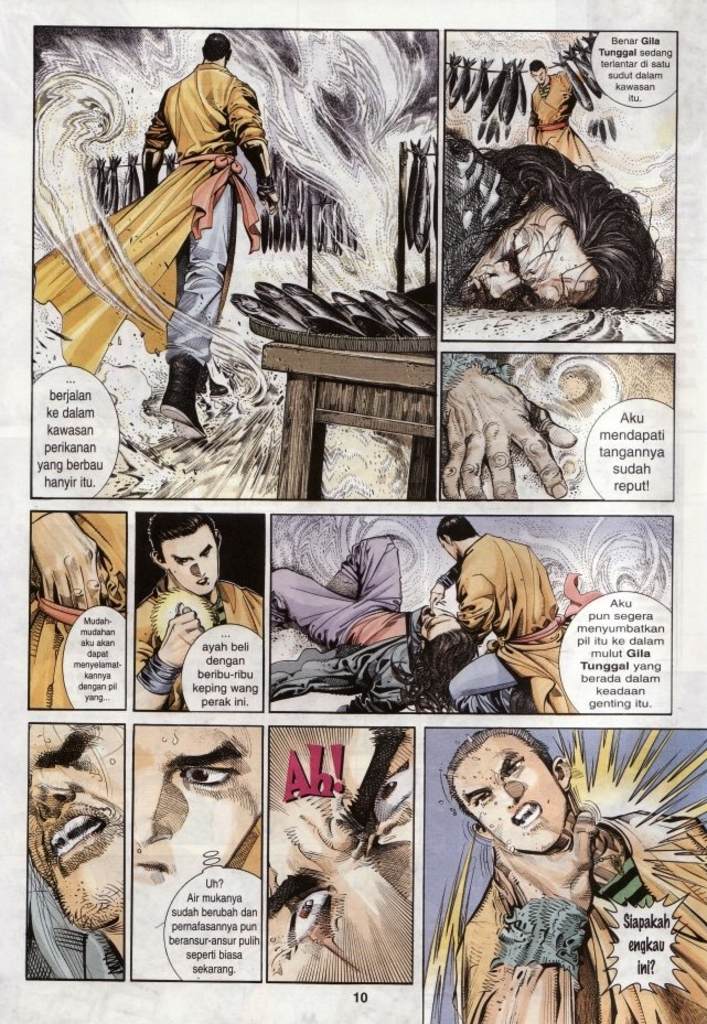 ...
berjalan
ke dalam
kawasan
perikanan
yang berbau
hanyir itu.
Benar Gila
Tunggal sedang
terlantar di satu
sudut dalam
kawasan
itu.
Aku
mendapati
tangannya
sudah
reput!
Mudah-
mudahan
aku akan
dapat
menyelamat-
kannya
dengan pil
yang...
...
ayah beli
dengan
beribu-ribu
keping wang
perak ini.
Aku
pun segera
menyumbatkan
pil itu ke dalam
mulut Gila
Tunggal yang
berada dalam
keadaan
genting itu.
Uh?
Air mukanya
sudah berubah dan
pernafasannya pun
beransur-ansur pulih
seperti biasa
sekarang.
Ah!
Siapakah
engkau
ini?
10